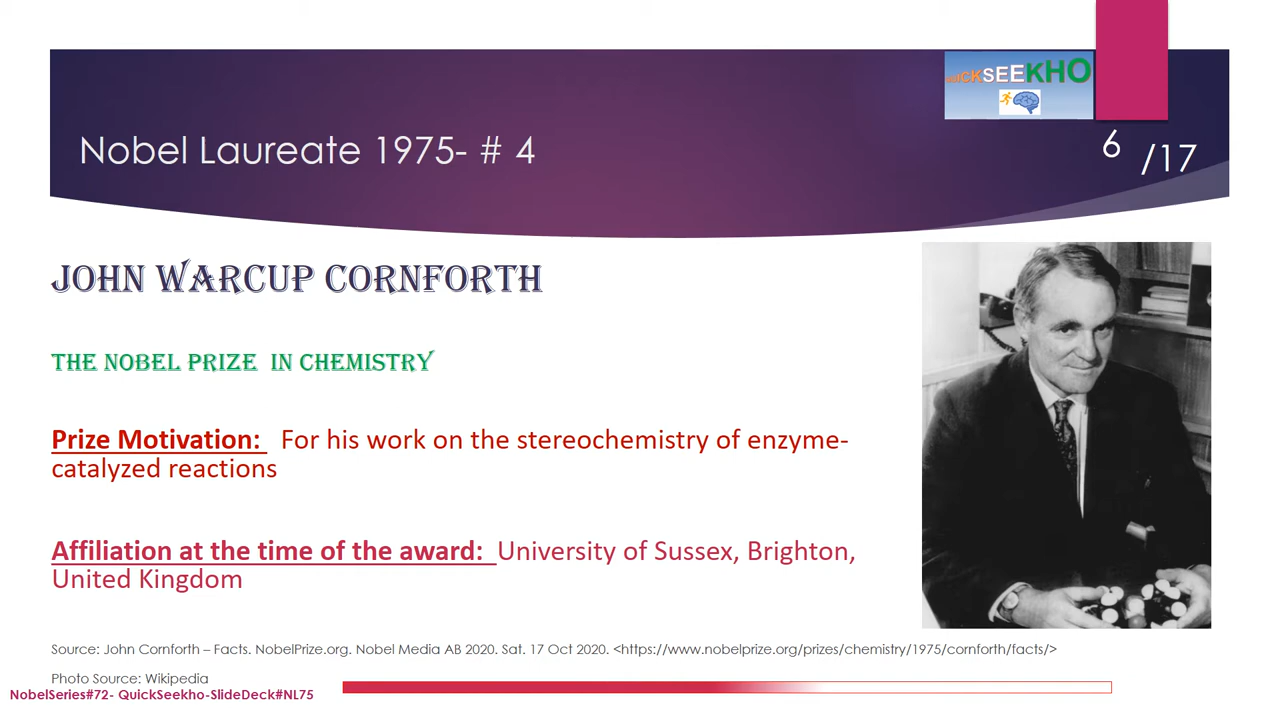 QUICKSEEKHO
Nobel Laureate 1975- # 4
6 /17
JOHN WARCUP CORNFORTH
THE NOBEL PRIZE IN CHEMISTRY
Prize Motivation: For his work on the stereochemistry of enzyme-
catalyzed reactions
Affiliation at the time of the award: University of Sussex, Brighton,
United Kingdom
Source: John Cornforth – Facts. NobelPrize.org. Nobel Media AB 2020. Sat. 17 Oct 2020. <https://www.nobelprize.org/prizes/chemistry/1975/cornforth/facts/>
Photo Source: Wikipedia
NobelSeries#72- QuickSeekho-SlideDeck#NL75